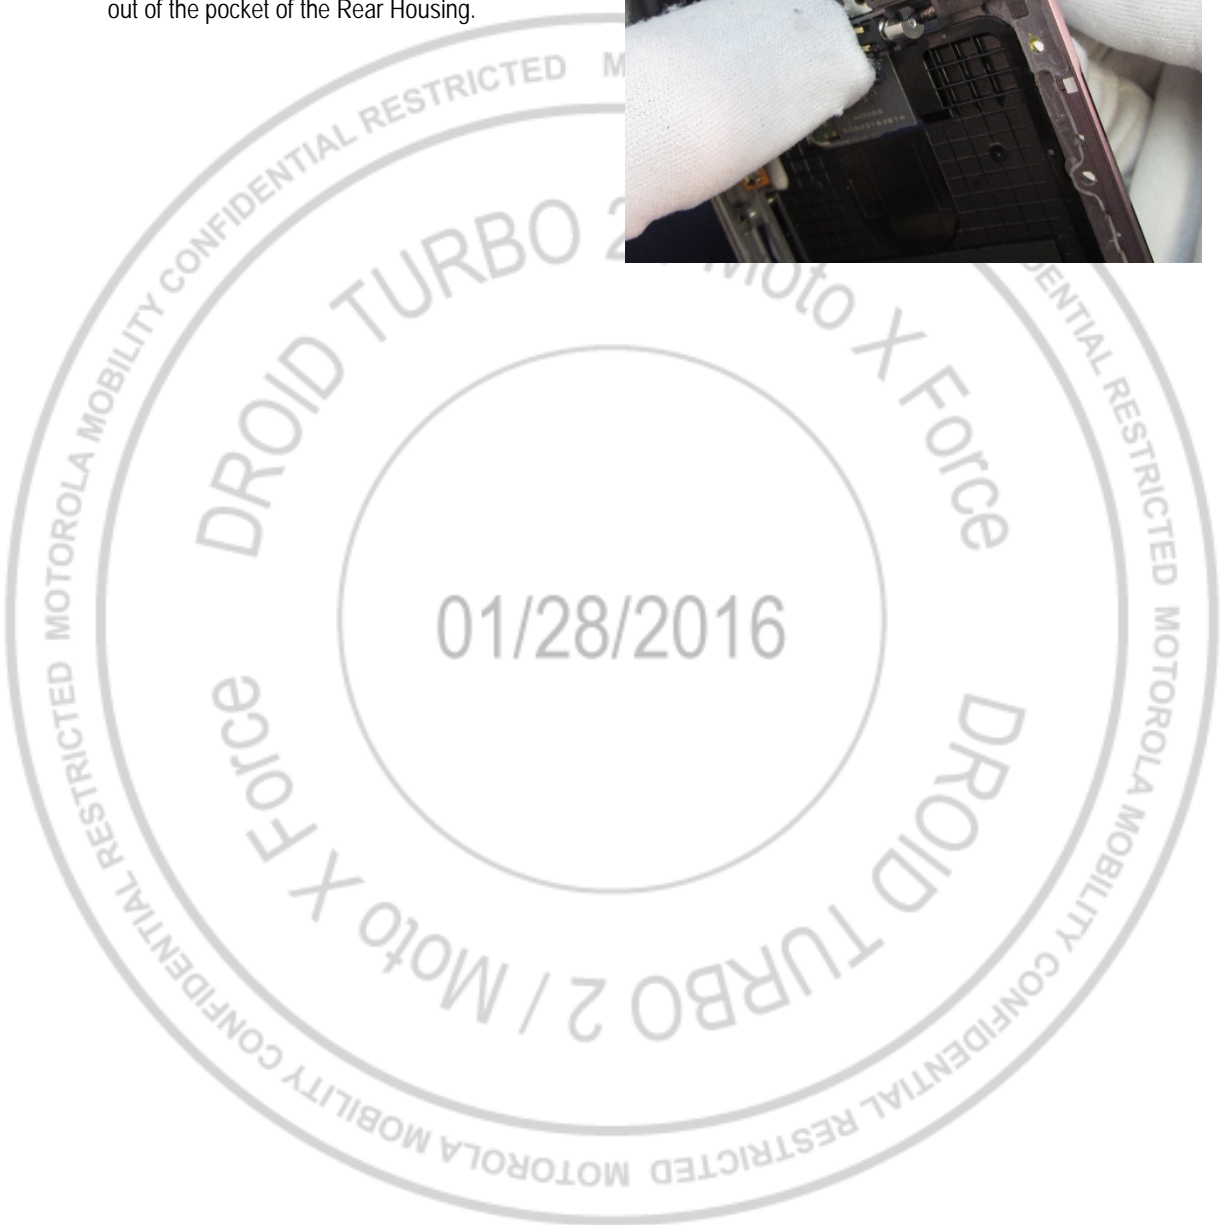 out of the pocket of the Rear Housing.
MOTOROLA MOBILITY CONFIDENTIAL RESTRICTED
MOTOROLA MOBILITY CONFIDENTIAL RESTRICTED
DROID TURBO 2 / Moto X Force
01/28/2016
DROID TURBO 2 / Moto X Force